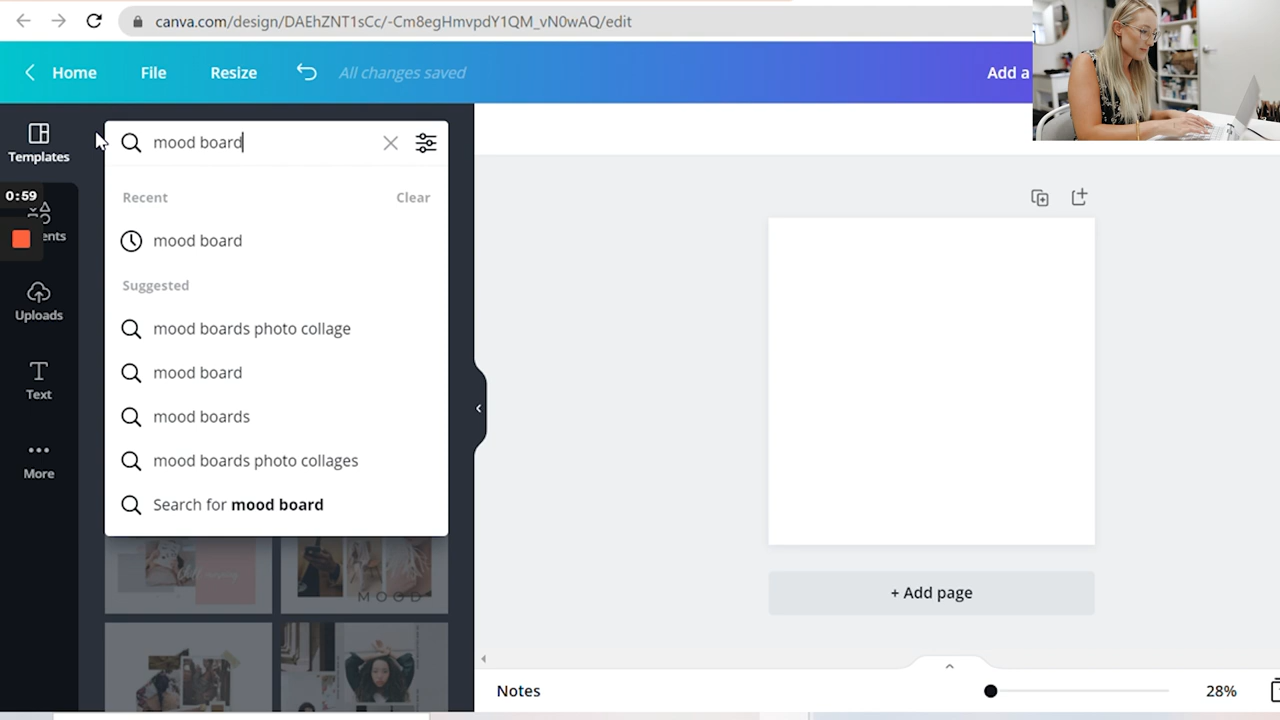 canva.com/design/DAEhZNT1sCc/-Cm8egHmvpdY1QM_vN0wAQ/edit
Home File Resize All changes saved Add a
Templates
mood board
0:59
Recent Clear
ents
mood board
Suggested
Uploads
mood boards photo collage
mood board
Text
mood boards
More
mood boards photo collages
Search for mood board
MOOD
+ Add page
Notes
28%